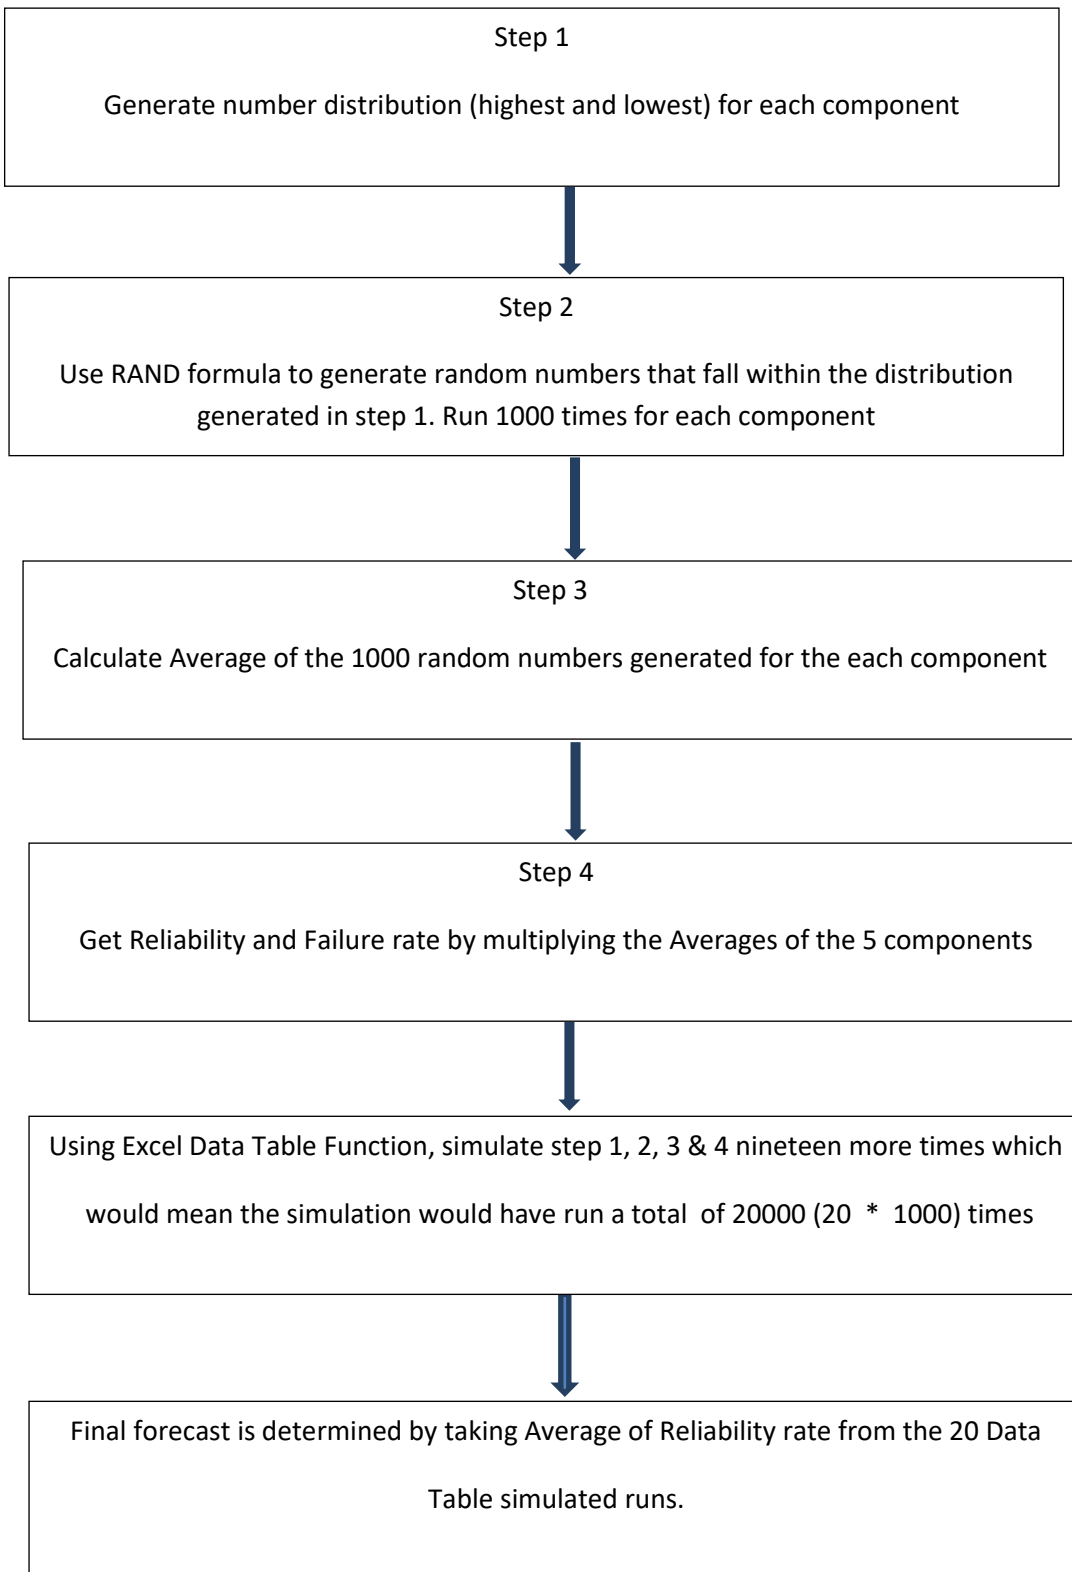 Step 1
Generate number distribution (highest and lowest) for each component
Step 2
Use RAND formula to generate random numbers that fall within the distribution
generated in step 1. Run 1000 times for each component
Step 3
Calculate Average of the 1000 random numbers generated for the each component
Step 4
Get Reliability and Failure rate by multiplying the Averages of the 5 components
Using Excel Data Table Function, simulate step 1, 2, 3 & 4 nineteen more times which
would mean the simulation would have run a total of 20000 (20 * 1000) times
Final forecast is determined by taking Average of Reliability rate from the 20 Data
Table simulated runs.